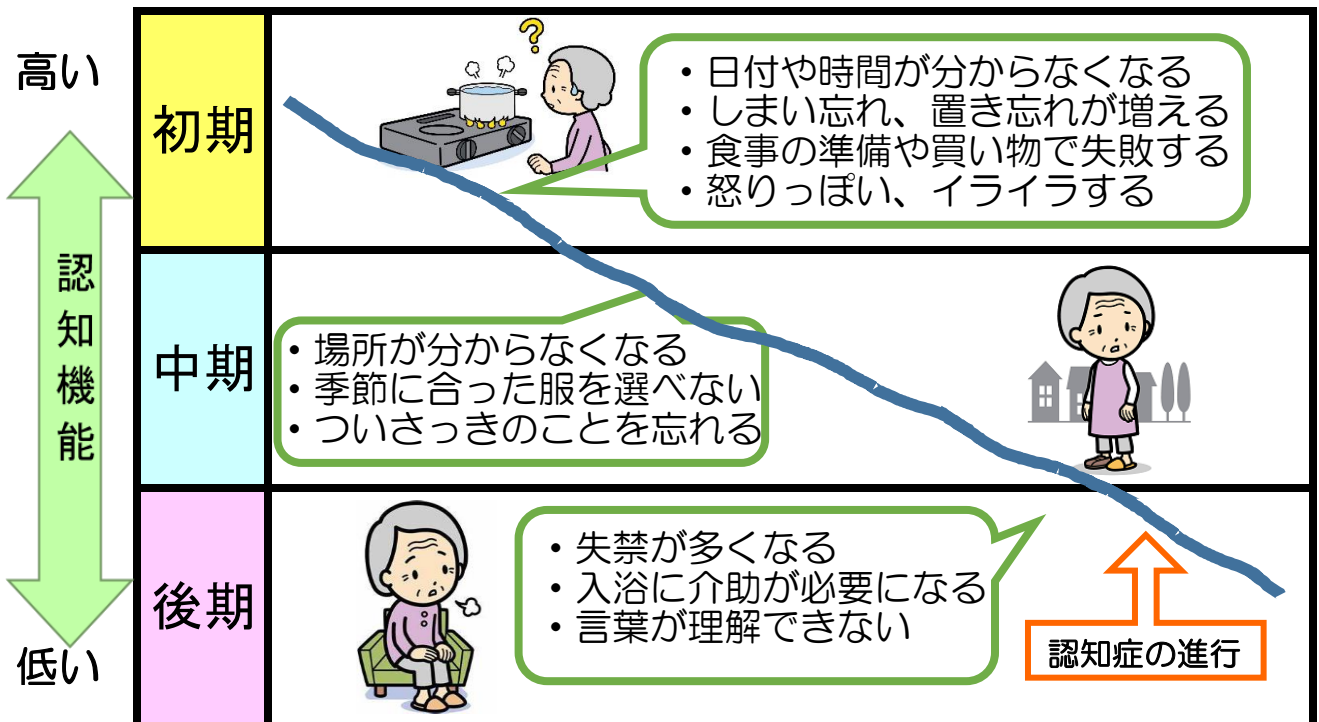 高い
認知機能
低い
初期
?
・日付や時間が分からなくなる
・しまい忘れ、置き忘れが増える
・食事の準備や買い物で失敗する
・怒りっぽい、イライラする
中期
・場所が分からなくなる
・季節に合った服を選べない
・ついさっきのことを忘れる
後期
・失禁が多くなる
・入浴に介助が必要になる
・言葉が理解できない
認知症の進行